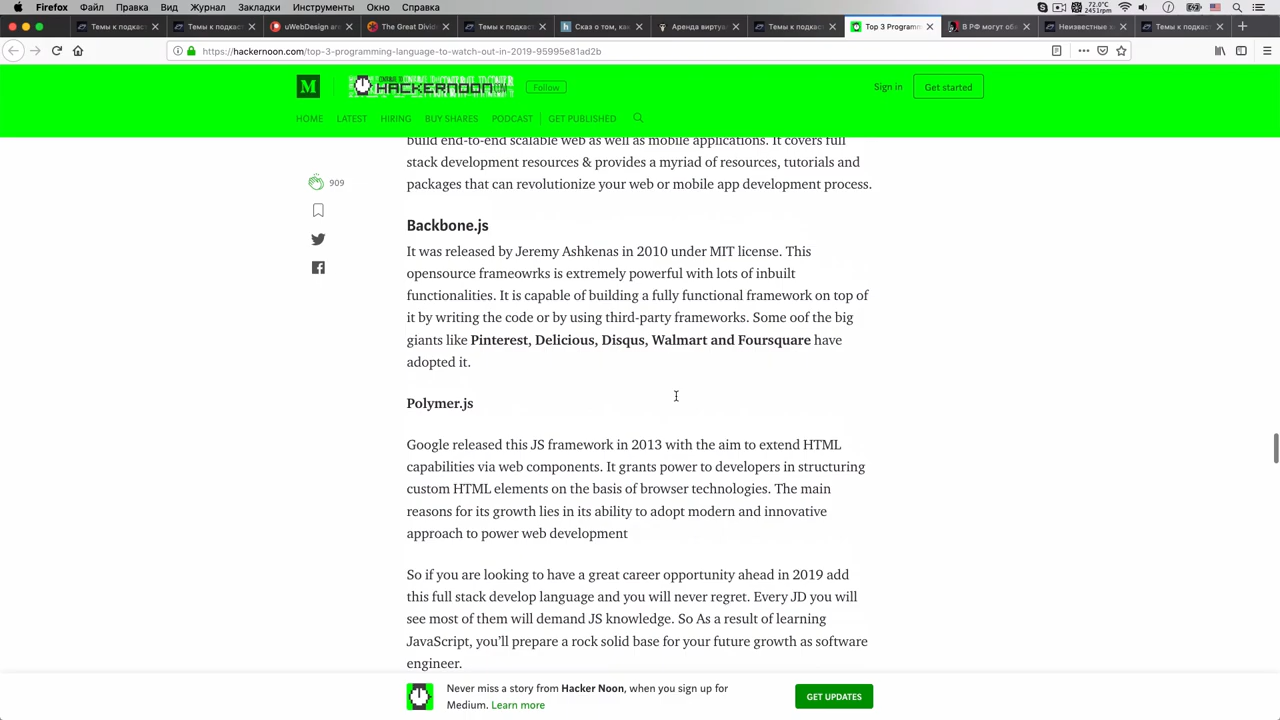 Firefox Файл Правка Вид Журнал Закладки Инструменты Окно Справка 72.0°C 2451rpm
Темы к подкаст Темы к подкаст uWebDesign ап The Great Divid Темы к подкаст Сказ о том, как Аренда виртуа Темы к подкаст Top 3 Programm В РФ могут обя Неизвестные х Темы к подкаст
https://hackernoon.com/top-3-programming-language-to-watch-out-in-2019-95995e81ad2b
M HACKERNOON.COM Follow Sign in Get started
HOME LATEST HIRING BUY SHARES PODCAST GET PUBLISHED
build end-to-end scalable web as well as mobile applications. It covers full
stack development resources & provides a myriad of resources, tutorials and
packages that can revolutionize your web or mobile app development process.
909
Backbone.js
It was released by Jeremy Ashkenas in 2010 under MIT license. This
opensource frameowrks is extremely powerful with lots of inbuilt
functionalities. It is capable of building a fully functional framework on top of
it by writing the code or by using third-party frameworks. Some oof the big
giants like Pinterest, Delicious, Disqus, Walmart and Foursquare have
adopted it.
Polymer.js
Google released this JS framework in 2013 with the aim to extend HTML
capabilities via web components. It grants power to developers in structuring
custom HTML elements on the basis of browser technologies. The main
reasons for its growth lies in its ability to adopt modern and innovative
approach to power web development
So if you are looking to have a great career opportunity ahead in 2019 add
this full stack develop language and you will never regret. Every JD you will
see most of them will demand JS knowledge. So As a result of learning
JavaScript, you’ll prepare a rock solid base for your future growth as software
engineer.
Never miss a story from Hacker Noon, when you sign up for
Medium. Learn more
GET UPDATES